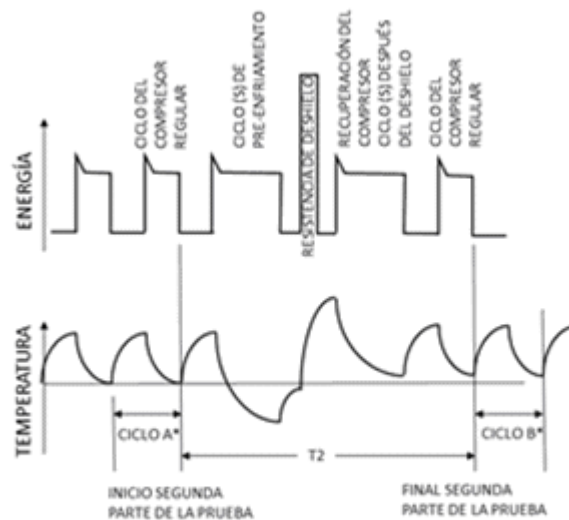 CICLO DEL
COMPRESOR
REGULAR
CICLO (S) DE
PRE-ENFRIAMIENTO
RESISTENCIA DE DESHIELO
RECUPERACIÓN DEL
COMPRESOR
CICLO (S) DESPUÉS
DEL DESHIELO
CICLO DEL
COMPRESOR
REGULAR
ENERGÍA
TEMPERATURA
CICLO A*
T2
CICLO B*
INICIO SEGUNDA
PARTE DE LA PRUEBA
FINAL SEGUNDA
PARTE DE LA PRUEBA